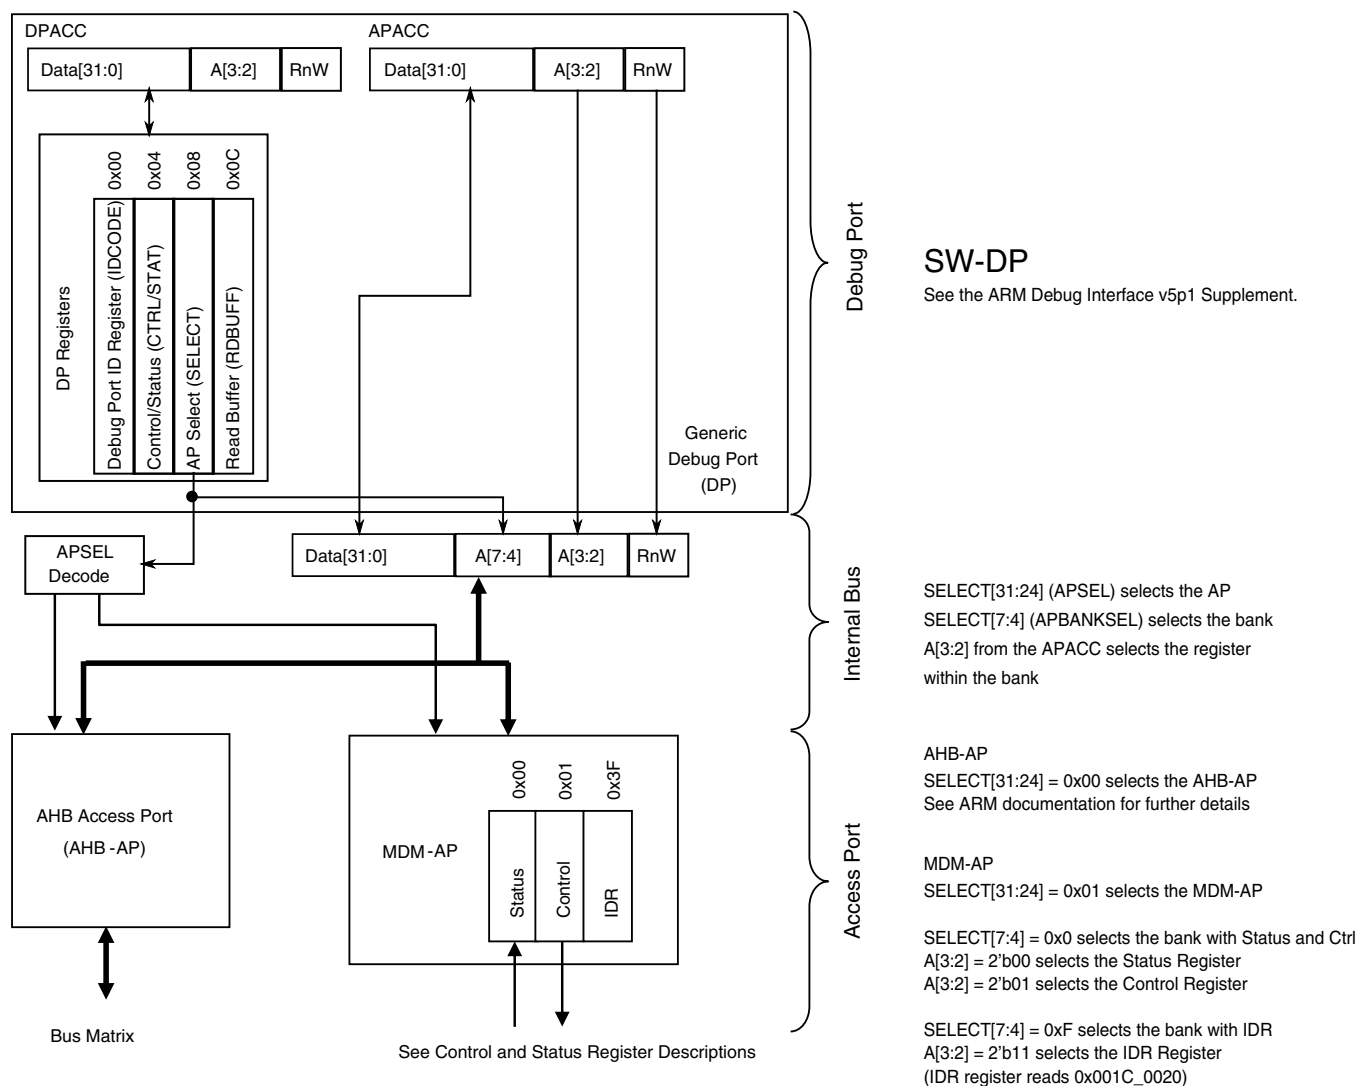 DPACC
APACC
Data[31:0] A[3:2] RnW
Data[31:0] A[3:2] RnW
0x00
0x04
0x08
0x0C
DP Registers
Debug Port ID Register (IDCODE)
Control/Status (CTRL/STAT)
AP Select (SELECT)
Read Buffer (RDBUFF)
Generic
Debug Port
(DP)
Debug Port
SW-DP
See the ARM Debug Interface v5p1 Supplement.
APSEL
Decode
Data[31:0] A[7:4] A[3:2] RnW
Internal Bus
SELECT[31:24] (APSEL) selects the AP
SELECT[7:4] (APBANKSEL) selects the bank
A[3:2] from the APACC selects the register
within the bank
AHB Access Port
(AHB -AP)
Bus Matrix
MDM-AP
0x00
0x01
0x3F
Status
Control
IDR
See Control and Status Register Descriptions
Access Port
AHB-AP
SELECT[31:24] = 0x00 selects the AHB-AP
See ARM documentation for further details
MDM-AP
SELECT[31:24] = 0x01 selects the MDM-AP
SELECT[7:4] = 0x0 selects the bank with Status and Ctrl
A[3:2] = 2'b00 selects the Status Register
A[3:2] = 2'b01 selects the Control Register
SELECT[7:4] = 0xF selects the bank with IDR
A[3:2] = 2'b11 selects the IDR Register
(IDR register reads 0x001C_0020)